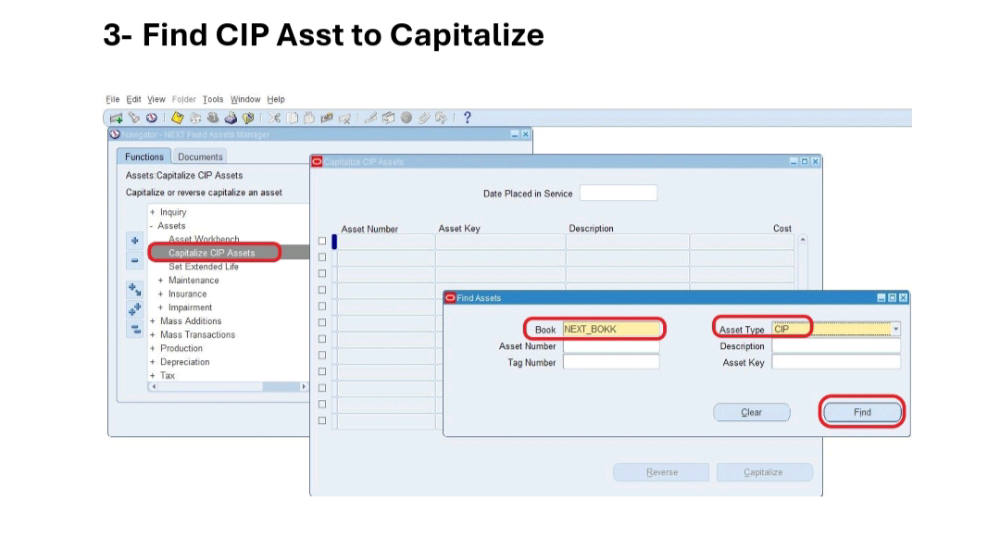 3- Find CIP Asst to Capitalize
File Edit View Folder Tools Window Help
Navigator - NEXT Fixed Assets Manager
Functions Documents
Assets:Capitalize CIP Assets
Capitalize or reverse capitalize an asset
+ Inquiry
- Assets
Asset Workbench
Capitalize CIP Assets
Set Extended Life
+ Maintenance
+ Insurance
+ Impairment
+ Mass Additions
+ Mass Transactions
+ Production
+ Depreciation
+ Tax
Capitalize CIP Assets
Date Placed in Service
Asset Number Asset Key Description Cost
Find Assets
Book NEXT_BOKK Asset Type CIP
Asset Number Description
Tag Number Asset Key
Clear Find
Reverse Capitalize